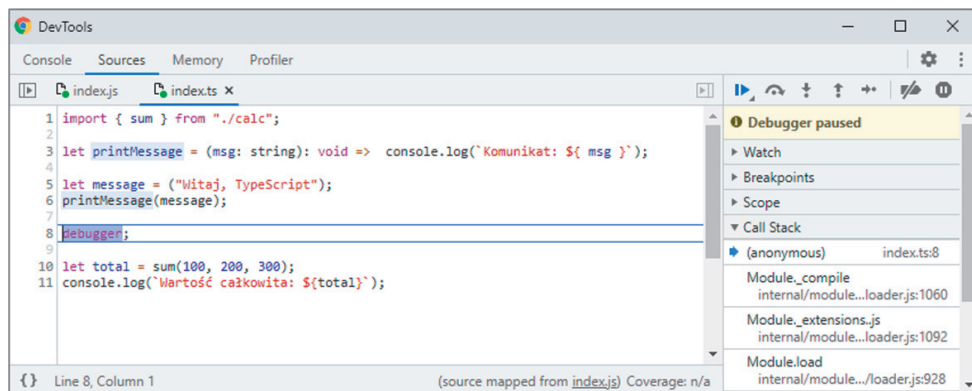 DevTools
Console Sources Memory Profiler
index.js index.ts ×
1 import { sum } from "./calc";
2
3 let printMessage = (msg: string): void =>  console.log(`Komunikat: ${ msg }`);
4
5 let message = ("Witaj, TypeScript");
6 printMessage(message);
7
8 debugger;
9
10 let total = sum(100, 200, 300);
11 console.log(`Wartość całkowita: ${total}`);
{} Line 8, Column 1 (source mapped from index.js) Coverage: n/a
Debugger paused
Watch
Breakpoints
Scope
Call Stack
(anonymous) index.ts:8
Module._compile
internal/module...loader.js:1060
Module._extensions..js
internal/module...loader.js:1092
Module.load
internal/module.../loader.js:928